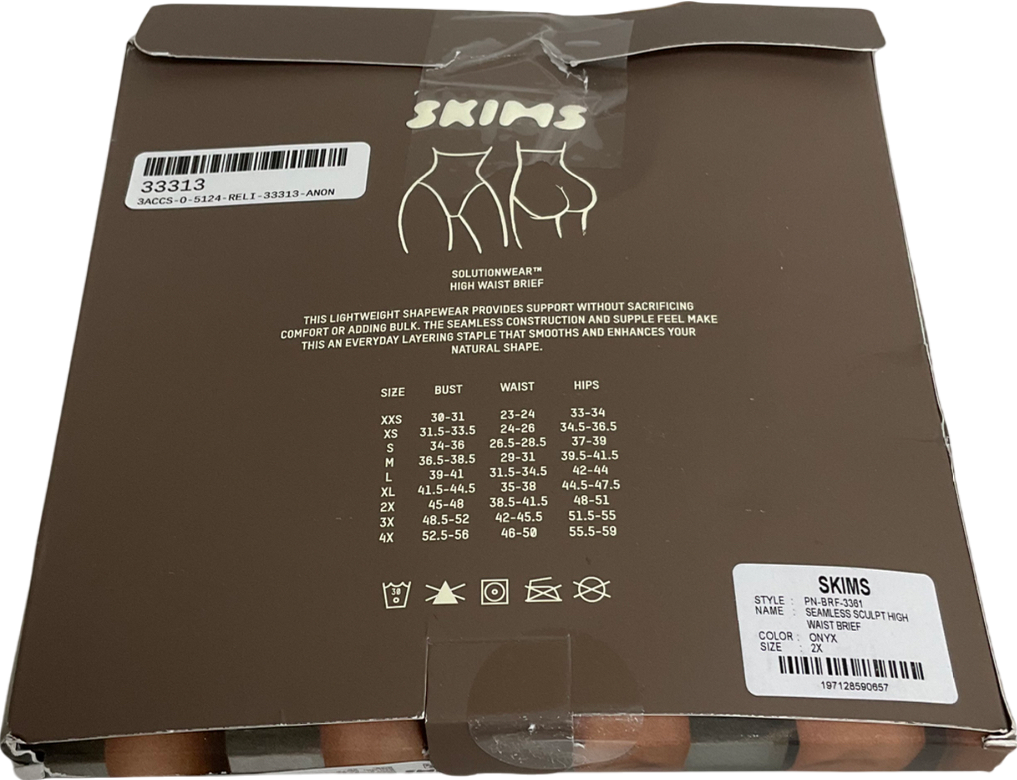 SKIMS
33313
3ACCS-O-5124-RELI-33313-ANON
SOLUTIONWEAR™
HIGH WAIST BRIEF
THIS LIGHTWEIGHT SHAPEWEAR PROVIDES SUPPORT WITHOUT SACRIFICING
COMFORT OR ADDING BULK. THE SEAMLESS CONSTRUCTION AND SUPPLE FEEL MAKE
THIS AN EVERYDAY LAYERING STAPLE THAT SMOOTHS AND ENHANCES YOUR
NATURAL SHAPE.
SIZE BUST WAIST HIPS
XXS 30-31 23-24 33-34
XS 31.5-33.5 24-26 34.5-36.5
S 34-36 26.5-28.5 37-39
M 36.5-38.5 29-31 39.5-41.5
L 39-41 31.5-34.5 42-44
XL 41.5-44.5 35-38 44.5-47.5
2X 45-48 38.5-41.5 48-51
3X 48.5-52 42-45.5 51.5-55
4X 52.5-56 46-50 55.5-59
30
SKIMS
STYLE : PN-BRF-3361
NAME : SEAMLESS SCULPT HIGH
WAIST BRIEF
COLOR : ONYX
SIZE : 2X
197128590657